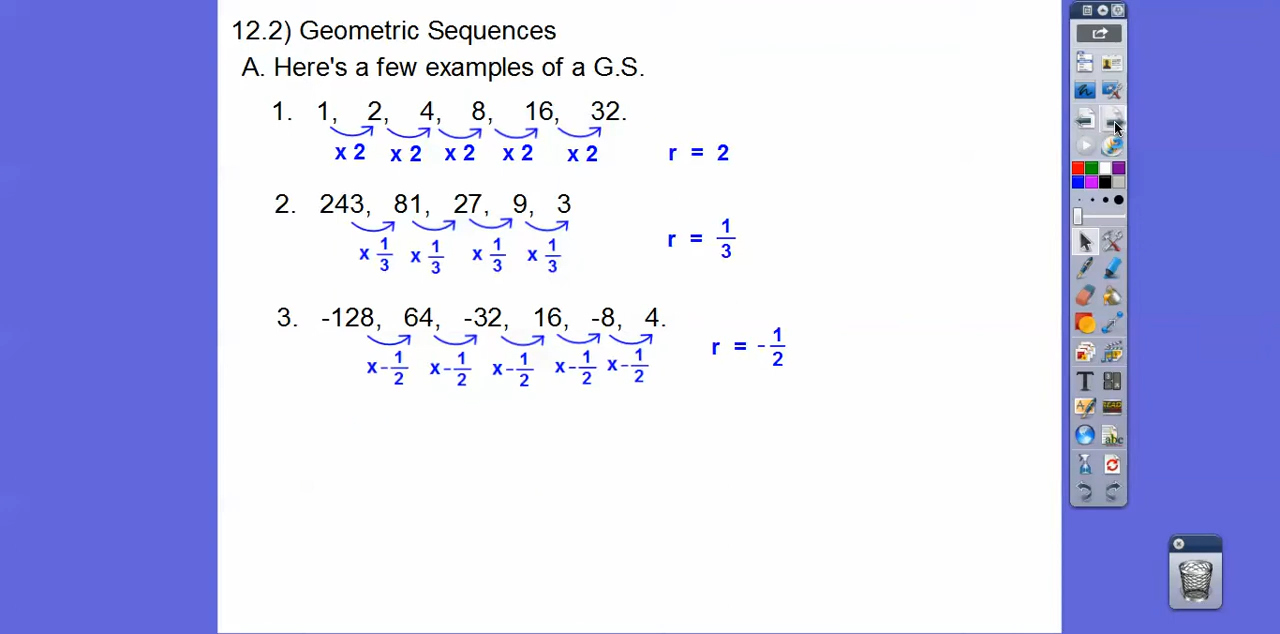 12.2) Geometric Sequences
A. Here's a few examples of a G.S.
1. 1, 2, 4, 8, 16, 32.
x 2 x 2 x 2 x 2 x 2 r = 2
2. 243, 81, 27, 9, 3
x 1/3 x 1/3 x 1/3 x 1/3 r = 1/3
3. -128, 64, -32, 16, -8, 4.
x -1/2 x -1/2 x -1/2 x -1/2 x -1/2 r = -1/2
T
abc